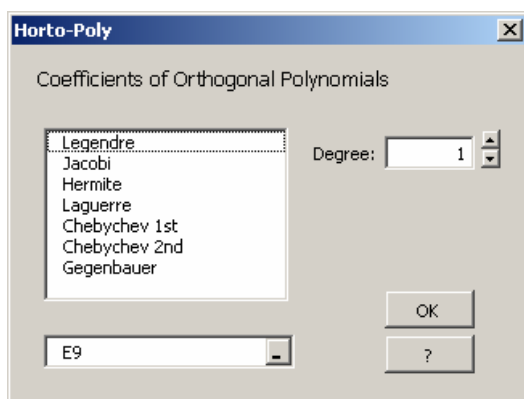 Horto-Poly
Coefficients of Orthogonal Polynomials
Legendre
Jacobi
Hermite
Laguerre
Chebychev 1st
Chebychev 2nd
Gegenbauer
Degree: 1
OK
E9
?